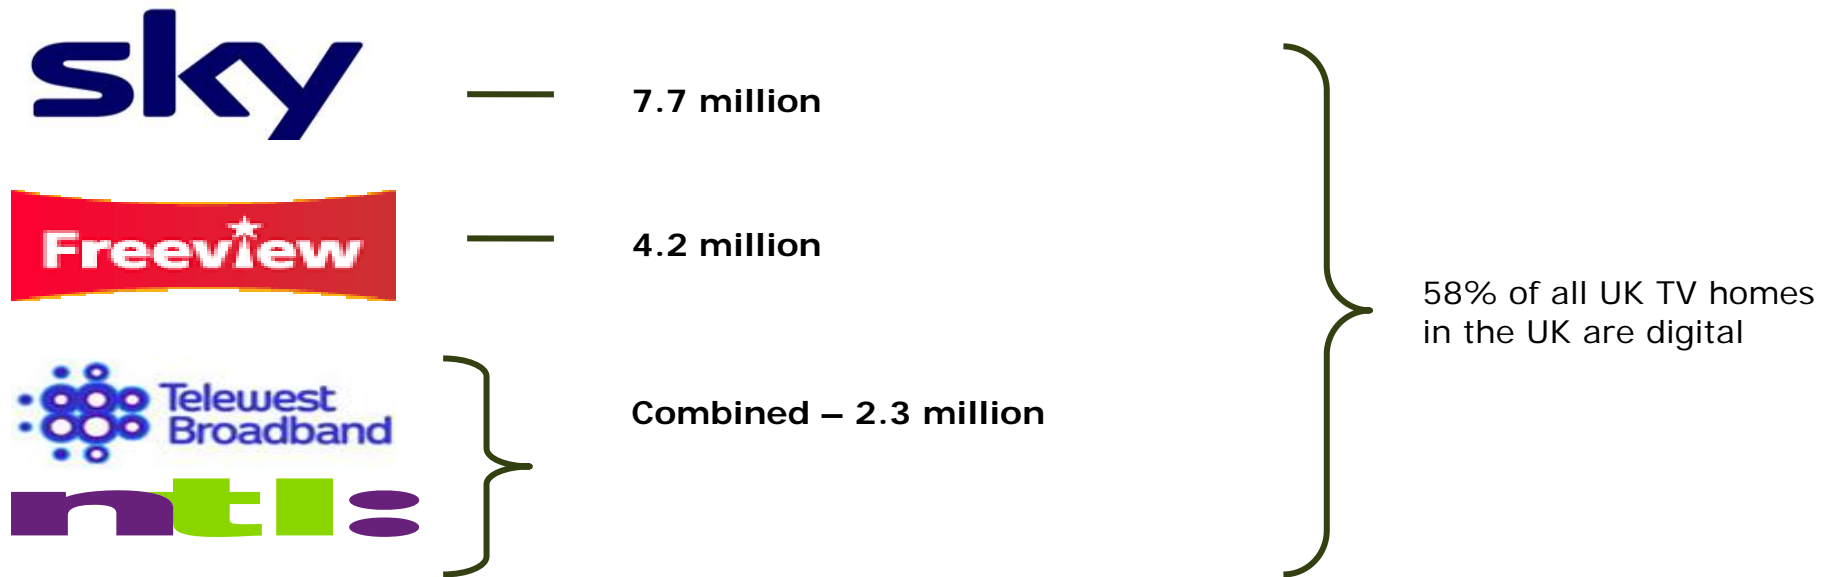 sky
7.7 million
Freeview
4.2 million
Telewest
Broadband
Combined – 2.3 million
ntl:
58% of all UK TV homes
in the UK are digital